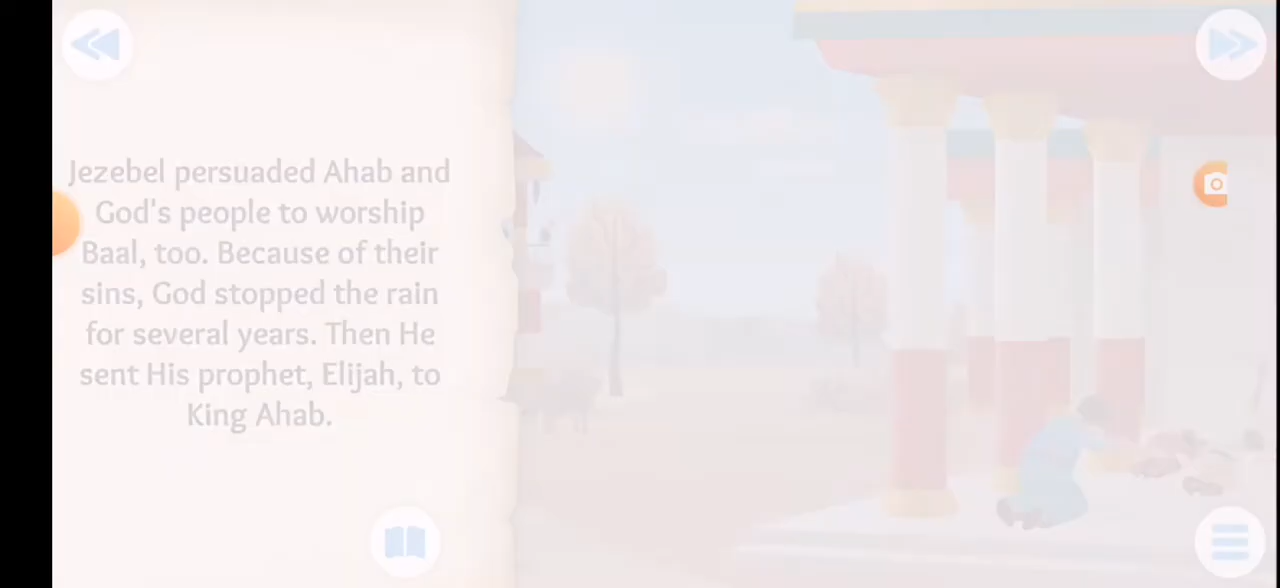 Jezebel persuaded Ahab and
God's people to worship
Baal, too. Because of their
sins, God stopped the rain
for several years. Then He
sent His prophet, Elijah, to
King Ahab.